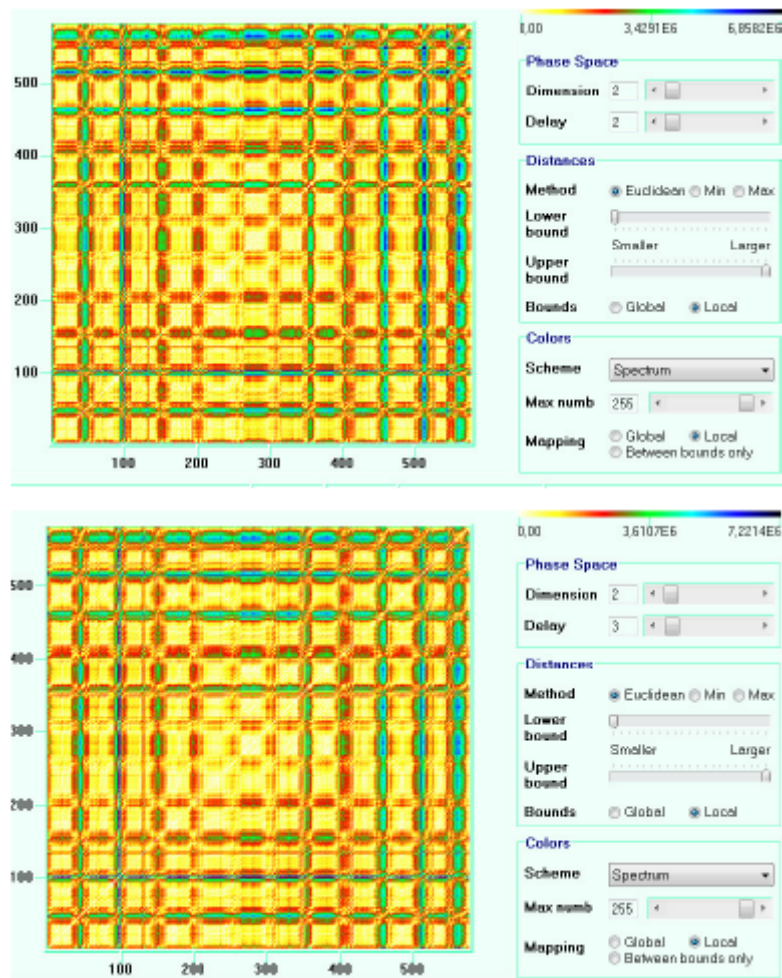 0,00 3,4291E6 6,8582E6
Phase Space
Dimension 2
Delay 2
Distances
Method Euclidean Min Max
Lower bound
Smaller Larger
Upper bound
Bounds Global Local
Colors
Scheme Spectrum
Max numb 255
Mapping Global Local
Between bounds only
500
400
300
200
100
100 200 300 400 500
0,00 3,6107E6 7,2214E6
Phase Space
Dimension 2
Delay 3
Distances
Method Euclidean Min Max
Lower bound
Smaller Larger
Upper bound
Bounds Global Local
Colors
Scheme Spectrum
Max numb 255
Mapping Global Local
Between bounds only
500
400
300
200
100
100 200 300 400 500